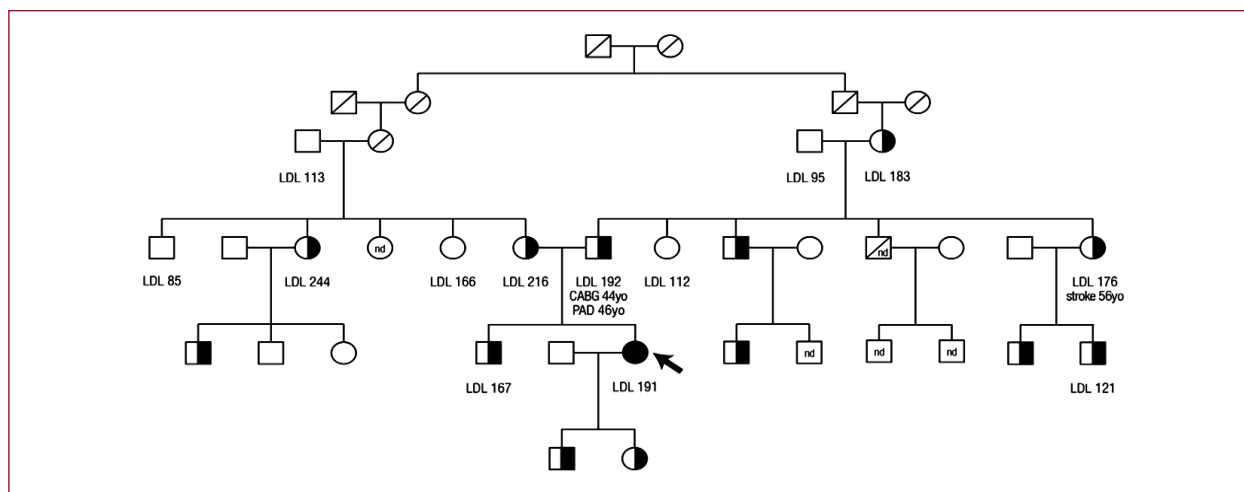 LDL 113
LDL 95
LDL 183
nd
nd
LDL 85
LDL 244
LDL 166
LDL 216
LDL 192
CABG 44yo
PAD 46yo
LDL 112
LDL 176
stroke 56yo
nd
nd
nd
LDL 167
LDL 191
LDL 121